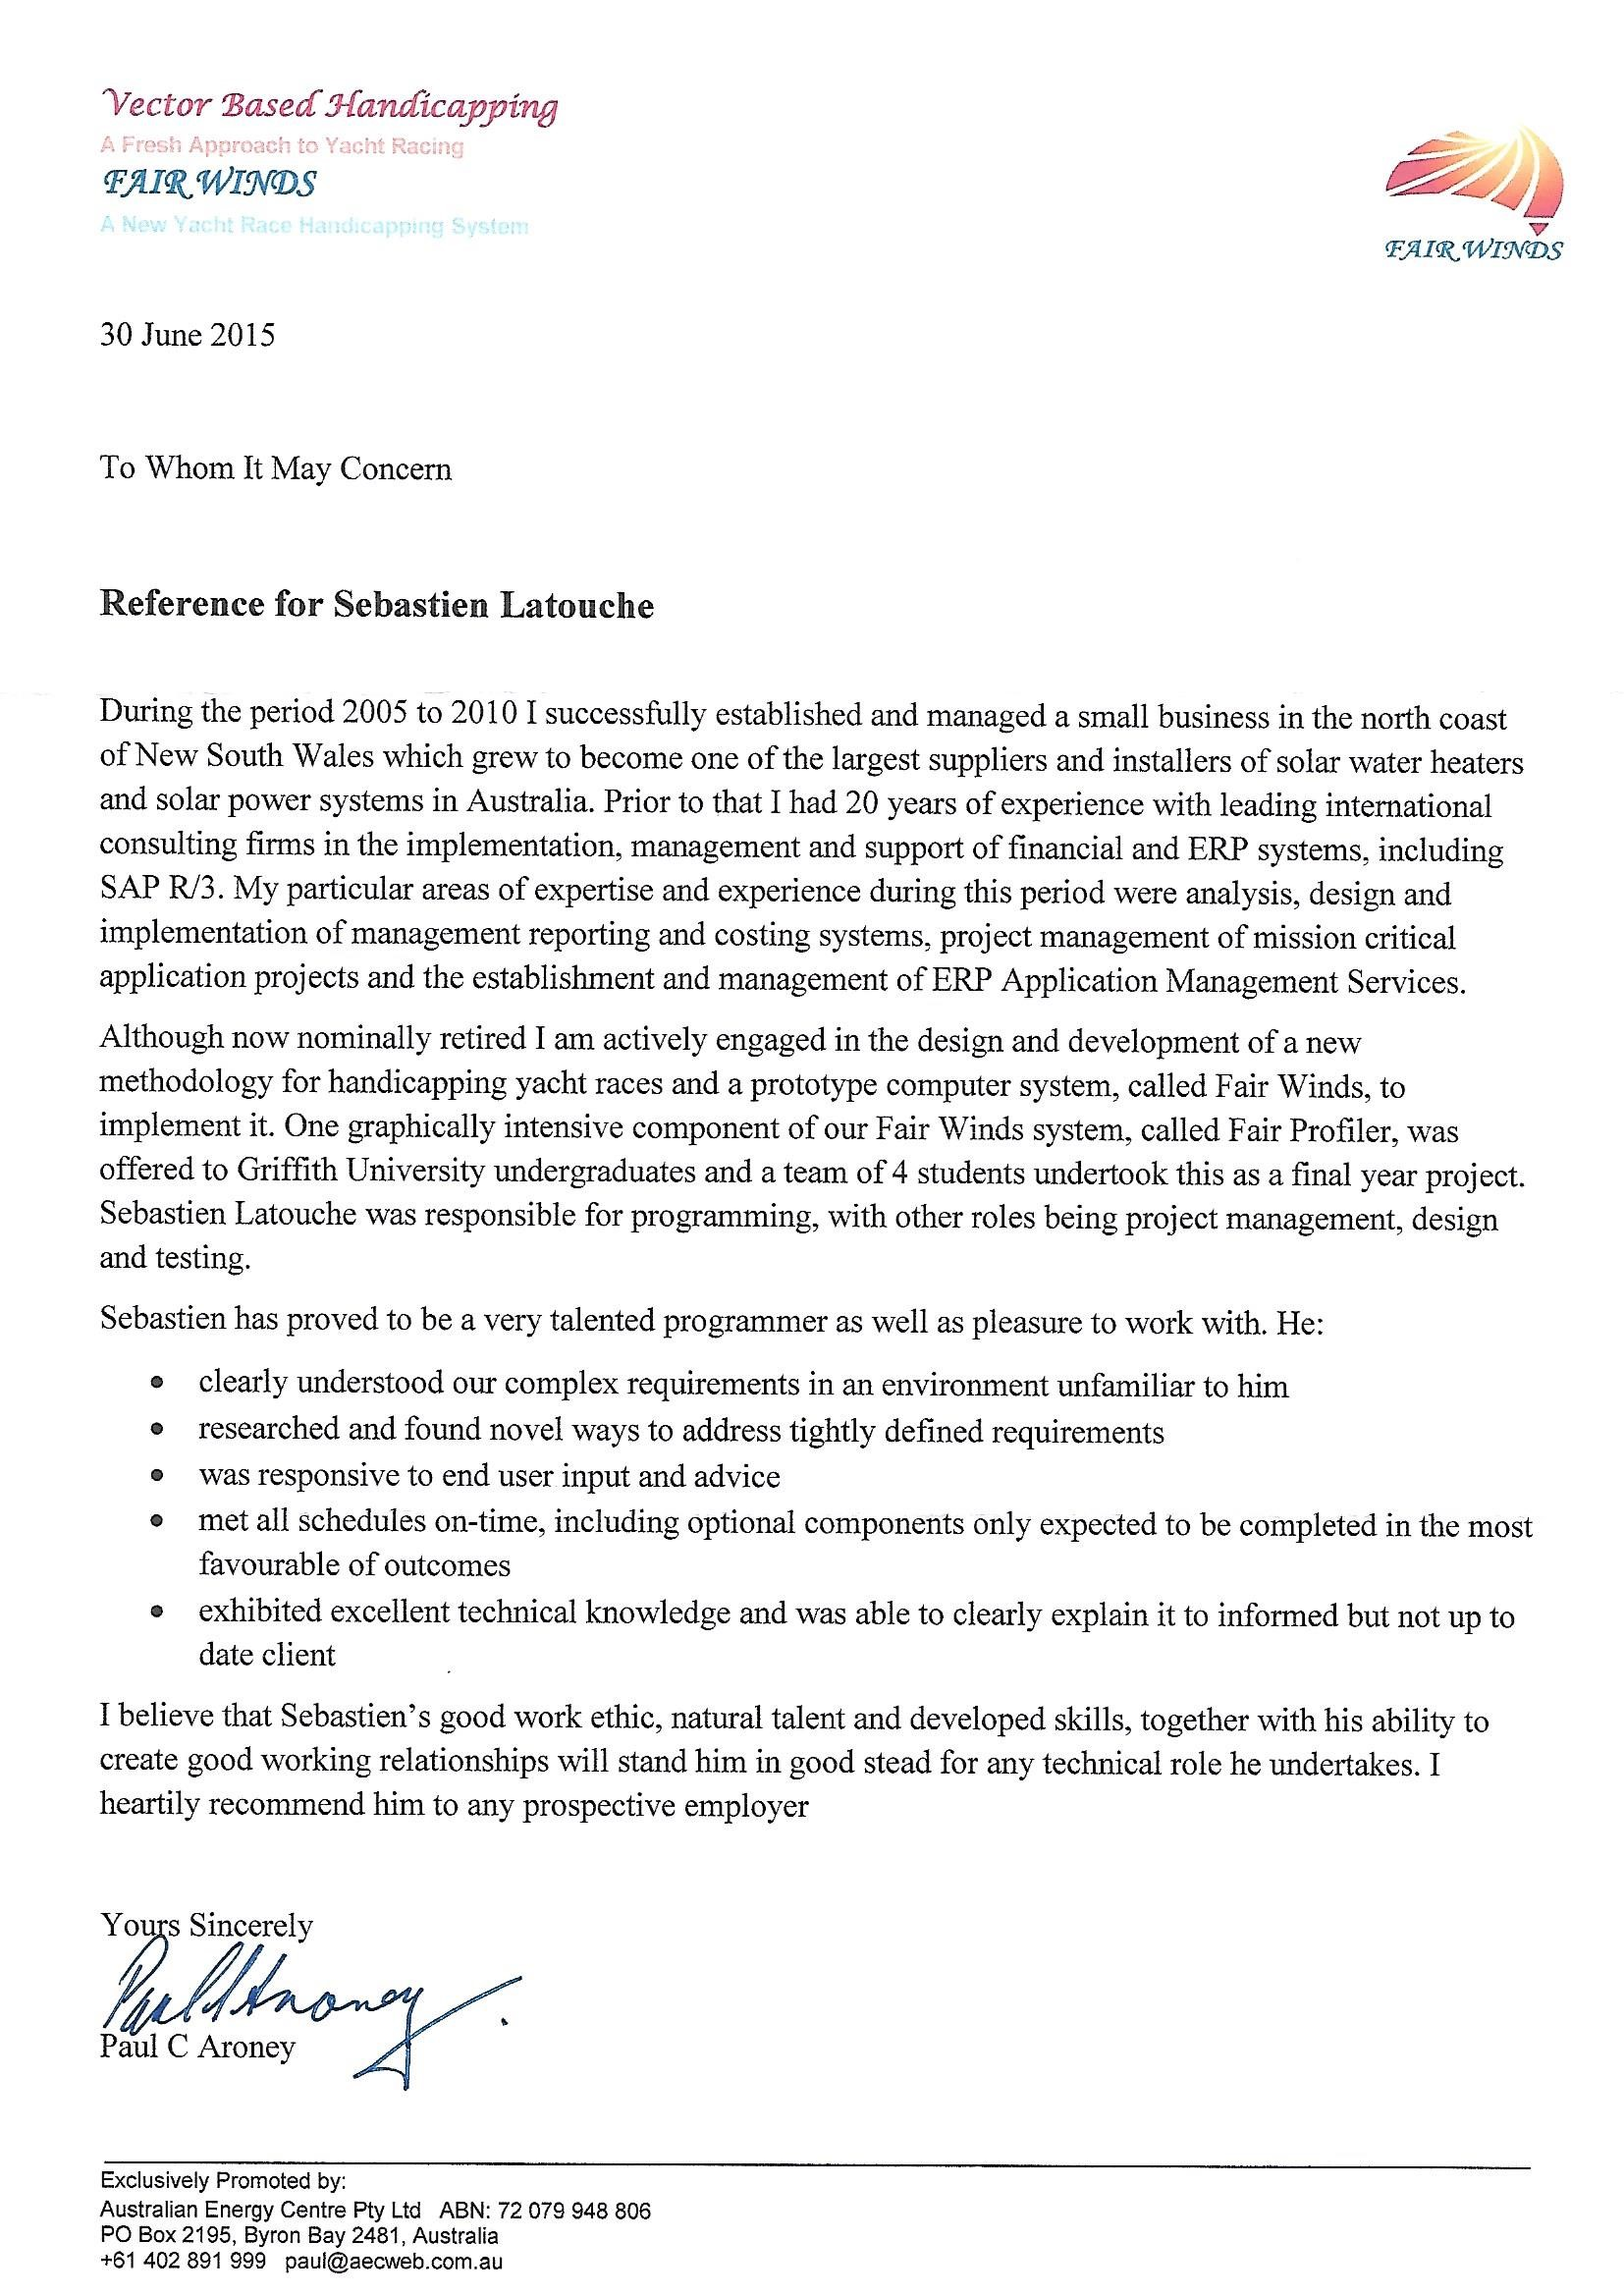 Vector Based Handicapping
A Fresh Approach to Yacht Racing
FAIR WINDS
A New Yacht Race Handicapping System
FAIR WINDS
30 June 2015
To Whom It May Concern
Reference for Sebastien Latouche
During the period 2005 to 2010 I successfully established and managed a small business in the north coast
of New South Wales which grew to become one of the largest suppliers and installers of solar water heaters
and solar power systems in Australia. Prior to that I had 20 years of experience with leading international
consulting firms in the implementation, management and support of financial and ERP systems, including
SAP R/3. My particular areas of expertise and experience during this period were analysis, design and
implementation of management reporting and costing systems, project management of mission critical
application projects and the establishment and management of ERP Application Management Services.
Although now nominally retired I am actively engaged in the design and development of a new
methodology for handicapping yacht races and a prototype computer system, called Fair Winds, to
implement it. One graphically intensive component of our Fair Winds system, called Fair Profiler, was
offered to Griffith University undergraduates and a team of 4 students undertook this as a final year project.
Sebastien Latouche was responsible for programming, with other roles being project management, design
and testing.
Sebastien has proved to be a very talented programmer as well as pleasure to work with. He:
• clearly understood our complex requirements in an environment unfamiliar to him
• researched and found novel ways to address tightly defined requirements
• was responsive to end user input and advice
• met all schedules on-time, including optional components only expected to be completed in the most
favourable of outcomes
• exhibited excellent technical knowledge and was able to clearly explain it to informed but not up to
date client
I believe that Sebastien's good work ethic, natural talent and developed skills, together with his ability to
create good working relationships will stand him in good stead for any technical role he undertakes. I
heartily recommend him to any prospective employer
Yours Sincerely
Paul C Aroney
Paul C Aroney
Exclusively Promoted by:
Australian Energy Centre Pty Ltd ABN: 72 079 948 806
PO Box 2195, Byron Bay 2481, Australia
+61 402 891 999 paul@aecweb.com.au